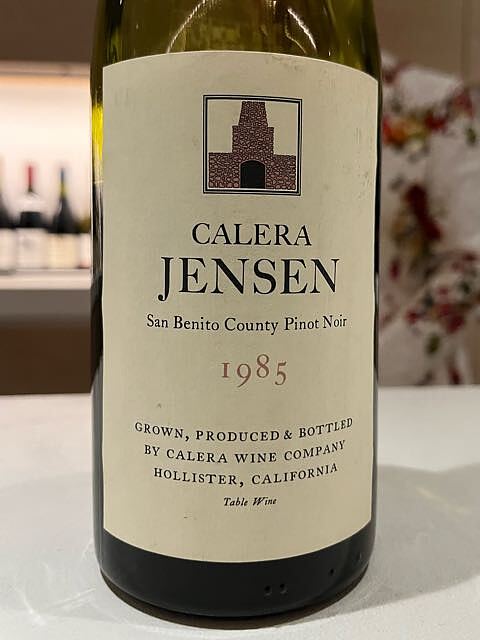 CALERA
JENSEN
San Benito County Pinot Noir
1985
GROWN, PRODUCED & BOTTLED
BY CALERA WINE COMPANY
HOLLISTER, CALIFORNIA
Table Wine